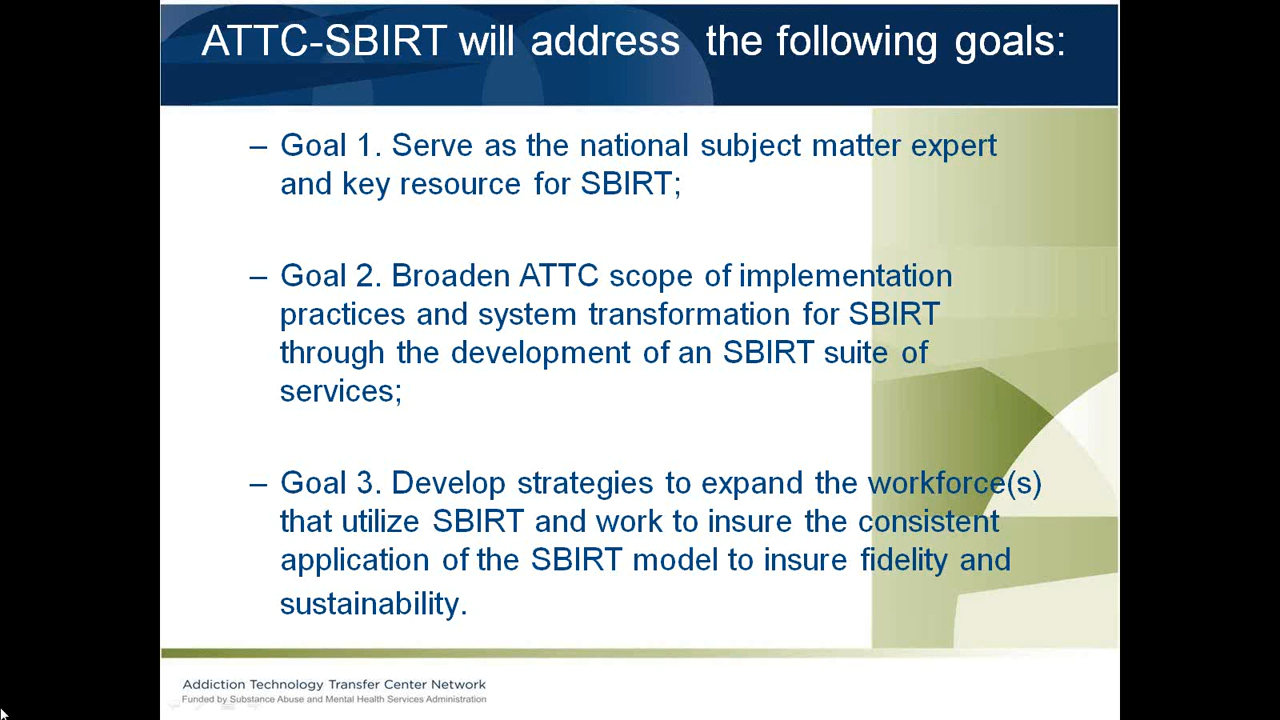 ATTC-SBIRT will address the following goals:
– Goal 1. Serve as the national subject matter expert
and key resource for SBIRT;
– Goal 2. Broaden ATTC scope of implementation
practices and system transformation for SBIRT
through the development of an SBIRT suite of
services;
– Goal 3. Develop strategies to expand the workforce(s)
that utilize SBIRT and work to insure the consistent
application of the SBIRT model to insure fidelity and
sustainability.
Addiction Technology Transfer Center Network
Funded by Substance Abuse and Mental Health Services Administration